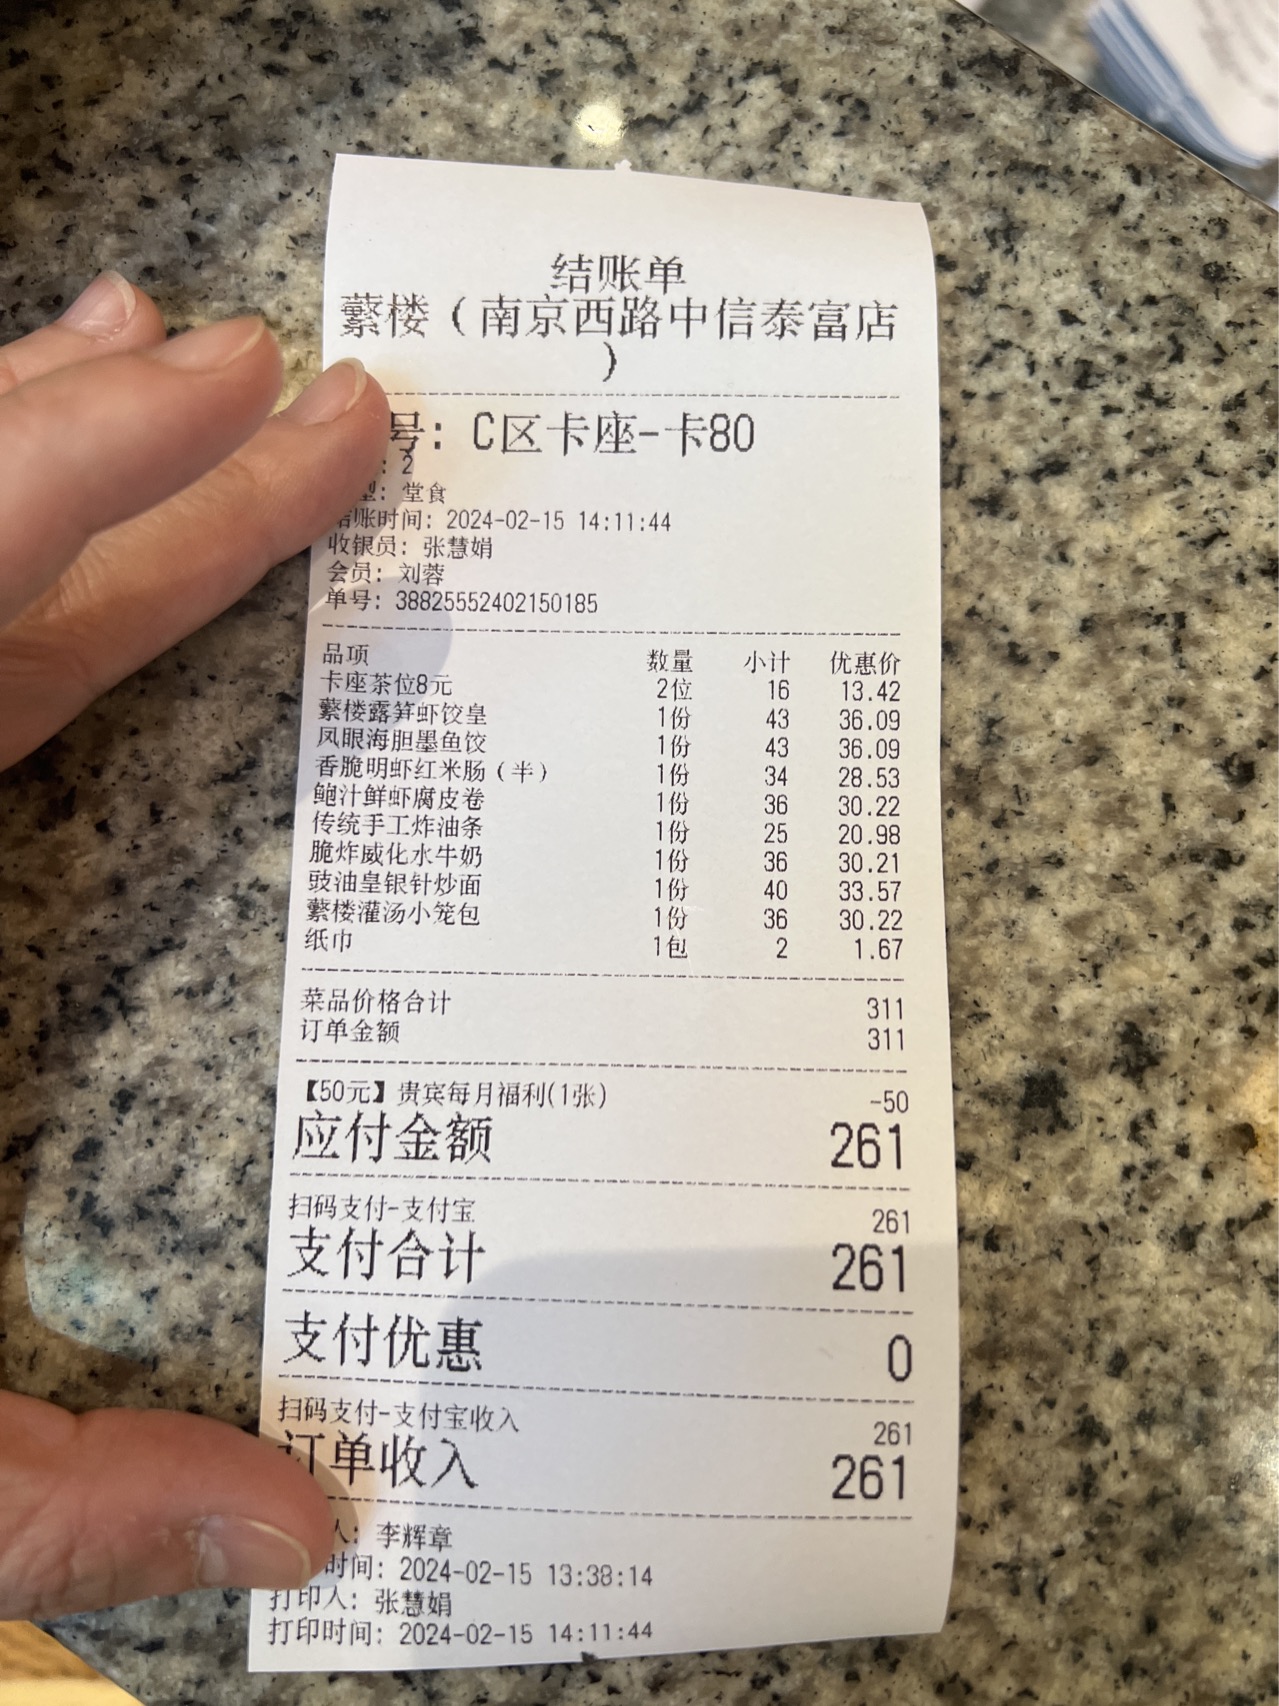 结账单
蘩楼（南京西路中信泰富店
）
号: C区卡座-卡80
: 2
型: 堂食
结账时间: 2024-02-15 14:11:44
收银员: 张慧娟
会员: 刘蓉
单号: 38825552402150185
品项 数量 小计 优惠价
卡座茶位8元 2位 16 13.42
蘩楼露笋虾饺皇 1份 43 36.09
凤眼海胆墨鱼饺 1份 43 36.09
香脆明虾红米肠（半） 1份 34 28.53
鲍汁鲜虾腐皮卷 1份 36 30.22
传统手工炸油条 1份 25 20.98
脆炸威化水牛奶 1份 36 30.21
豉油皇银针炒面 1份 40 33.57
蘩楼灌汤小笼包 1份 36 30.22
纸巾 1包 2 1.67
菜品价格合计 311
订单金额 311
【50元】贵宾每月福利(1张) -50
应付金额 261
扫码支付-支付宝 261
支付合计 261
支付优惠 0
扫码支付-支付宝收入 261
订单收入 261
人: 李辉章
时间: 2024-02-15 13:38:14
打印人: 张慧娟
打印时间: 2024-02-15 14:11:44